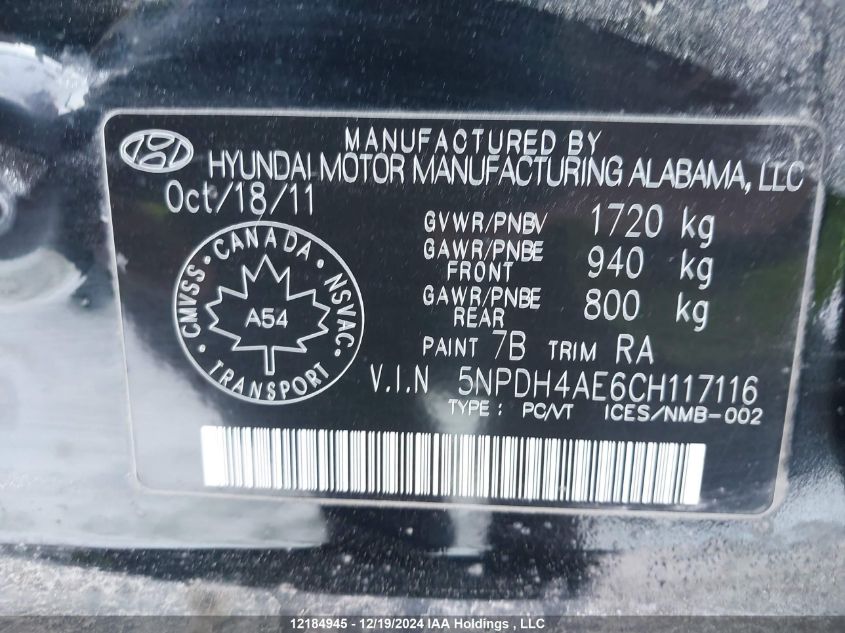 MANUFACTURED BY
HYUNDAI MOTOR MANUFACTURING ALABAMA, LLC
Oct/18/11
GVWR/PNBV 1720 kg
GAWR/PNBE FRONT 940 kg
GAWR/PNBE REAR 800 kg
CMVSS · CANADA · NSVAC · TRANSPORT ·
A54
PAINT 7B TRIM RA
V.I.N 5NPDH4AE6CH117116
TYPE : PC/VT ICES/NMB-002
12184945 - 12/19/2024 IAA Holdings , LLC